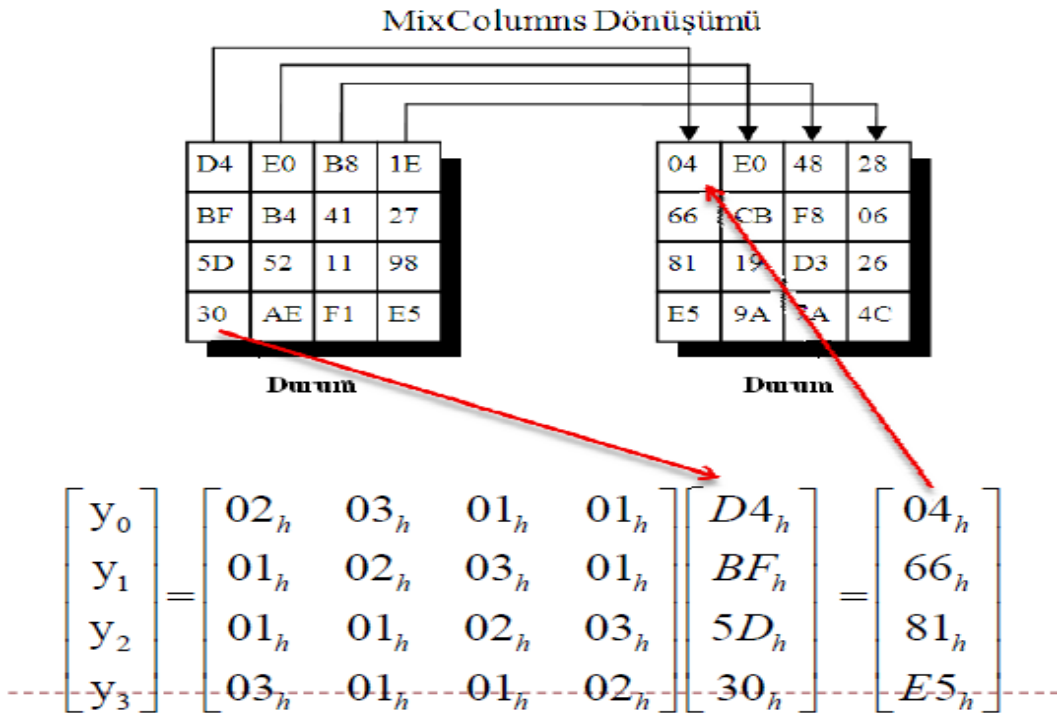 MixColumns Dönüşümü
D4 E0 B8 1E
BF B4 41 27
5D 52 11 98
30 AE F1 E5
Durum
04 E0 48 28
66 CB F8 06
81 19 D3 26
E5 9A 7A 4C
Durum
y₀ = 02ₕ 03ₕ 01ₕ 01ₕ D4ₕ = 04ₕ
y₁ 01ₕ 02ₕ 03ₕ 01ₕ BFₕ 66ₕ
y₂ 01ₕ 01ₕ 02ₕ 03ₕ 5Dₕ 81ₕ
y₃ 03ₕ 01ₕ 01ₕ 02ₕ 30ₕ E5ₕ